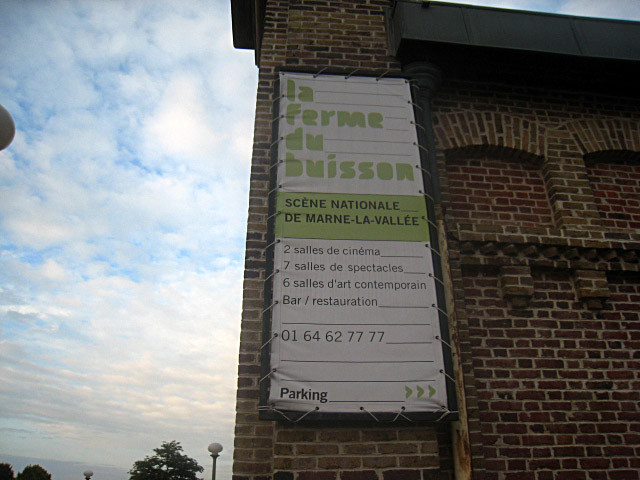 la
ferme
du
buisson
SCÈNE NATIONALE
DE MARNE-LA-VALLÉE
2 salles de cinéma
7 salles de spectacles
6 salles d'art contemporain
Bar / restauration
01 64 62 77 77
Parking